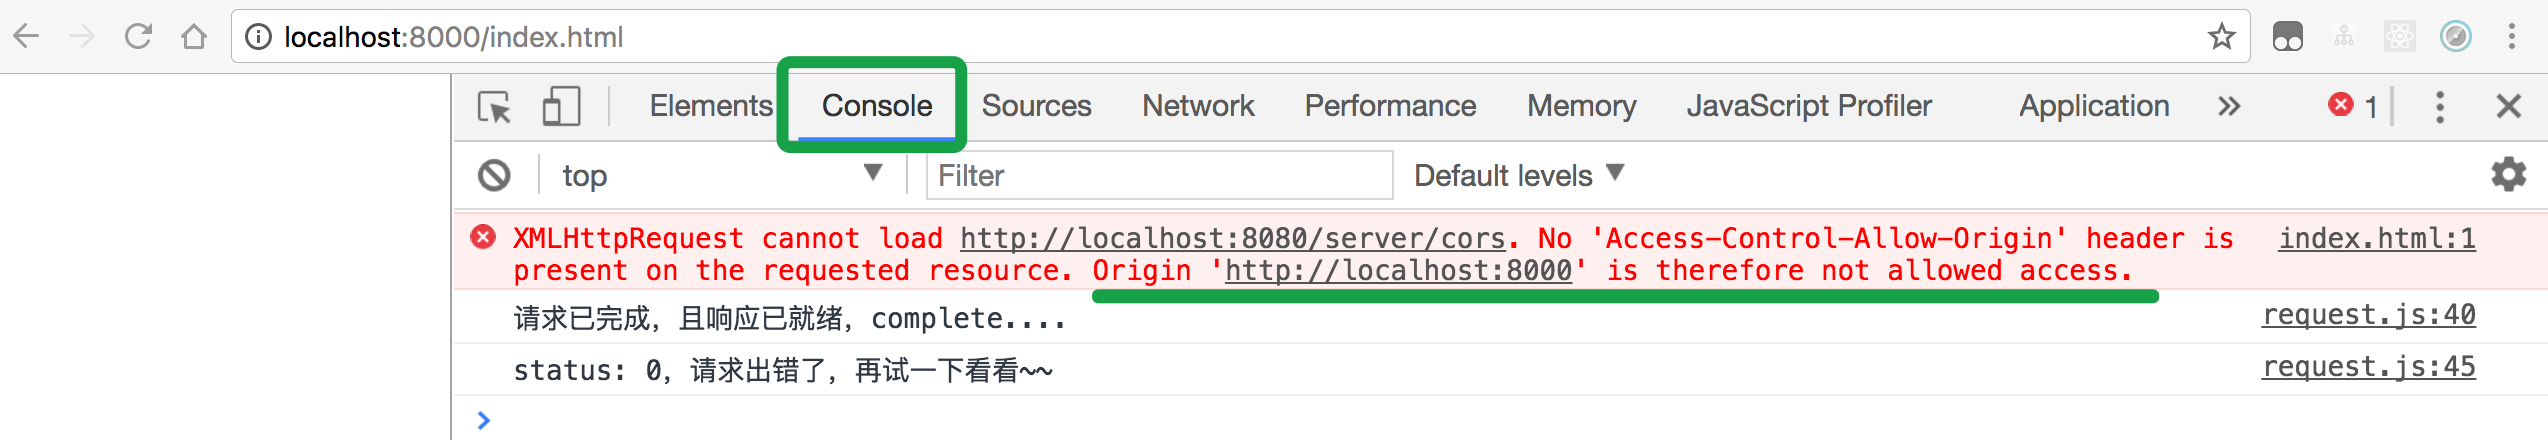 localhost:8000/index.html
Elements Console Sources Network Performance Memory JavaScript Profiler Application 1
top Filter Default levels
XMLHttpRequest cannot load http://localhost:8080/server/cors. No 'Access-Control-Allow-Origin' header is index.html:1
present on the requested resource. Origin 'http://localhost:8000' is therefore not allowed access.
请求已完成，且响应已就绪，complete.... request.js:40
status: 0，请求出错了，再试一下看看~~ request.js:45